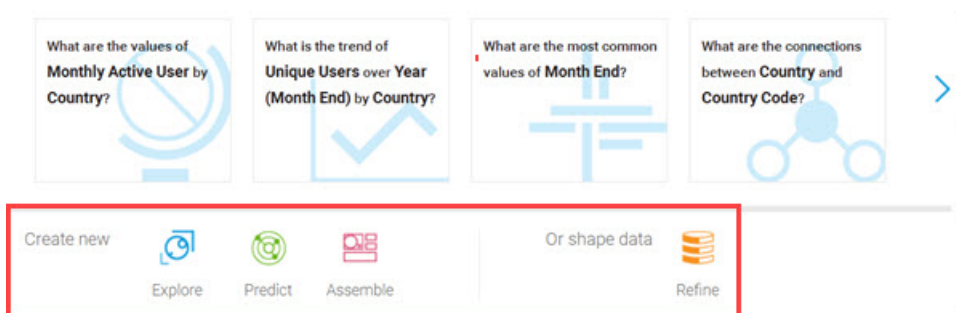 What are the values of
Monthly Active User by
Country?
What is the trend of
Unique Users over Year
(Month End) by Country?
What are the most common
values of Month End?
What are the connections
between Country and
Country Code?
Create new
Explore
Predict
Assemble
Or shape data
Refine